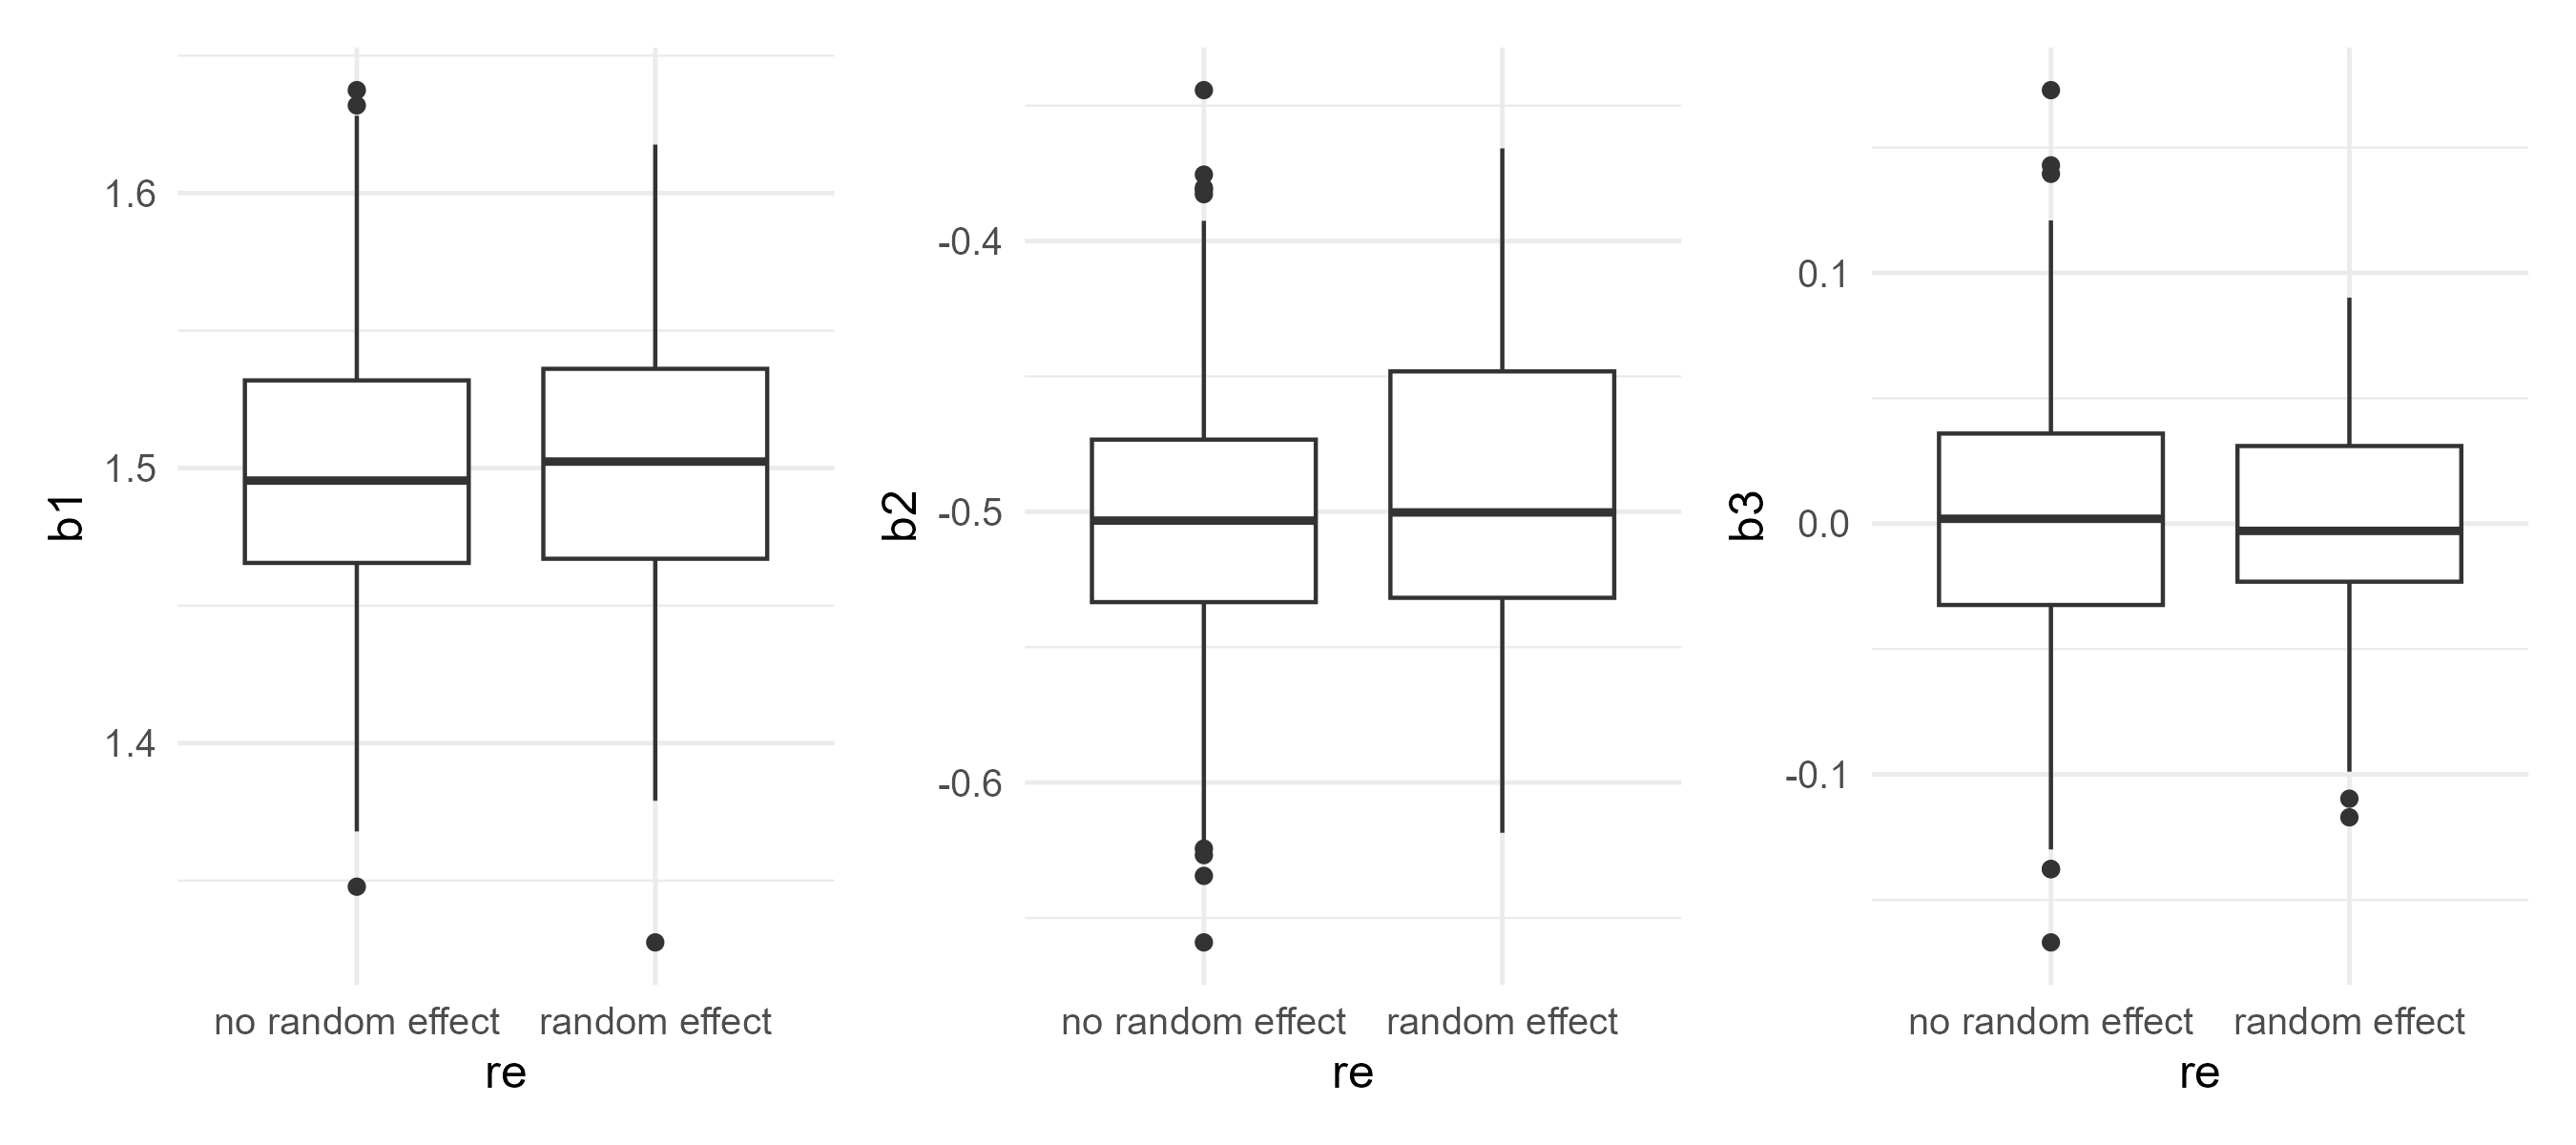 b1
1.6
1.5
1.4
no random effect random effect
re
b2
-0.4
-0.5
-0.6
no random effect random effect
re
b3
0.1
0.0
-0.1
no random effect random effect
re